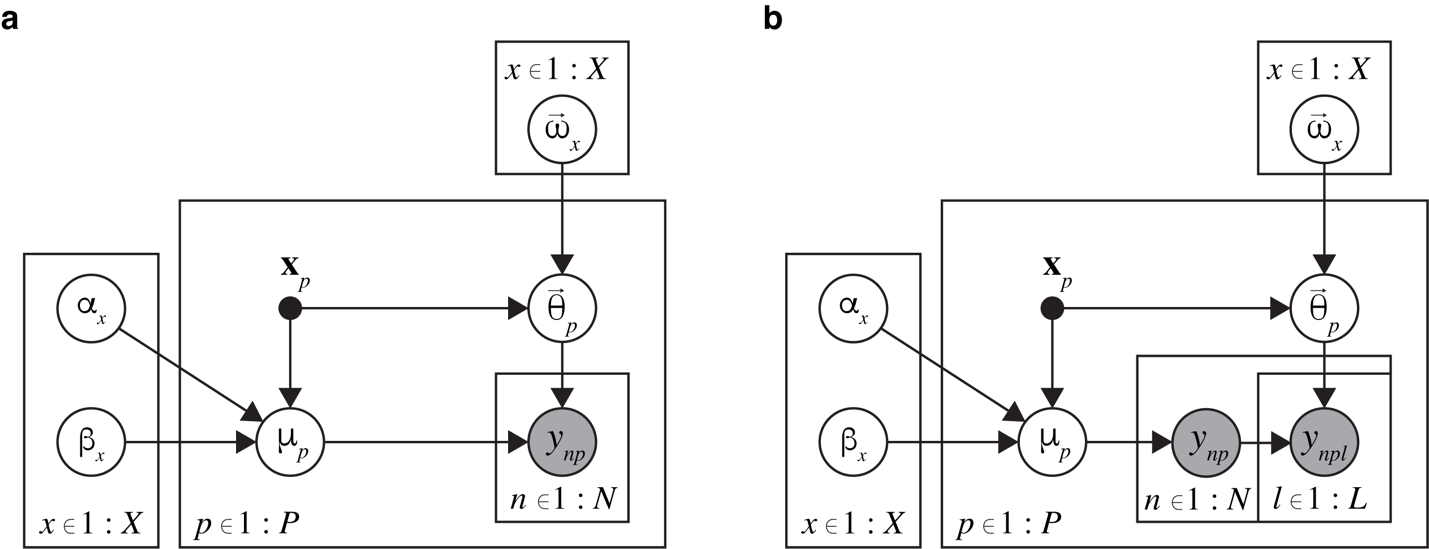 a
x ∈ 1 : X
ω⃗x
xp
αx
θ⃗p
βx
μp
ynp
n ∈ 1 : N
x ∈ 1 : X
p ∈ 1 : P
b
x ∈ 1 : X
ω⃗x
xp
αx
θ⃗p
βx
μp
ynp
ynpl
n ∈ 1 : N
l ∈ 1 : L
x ∈ 1 : X
p ∈ 1 : P